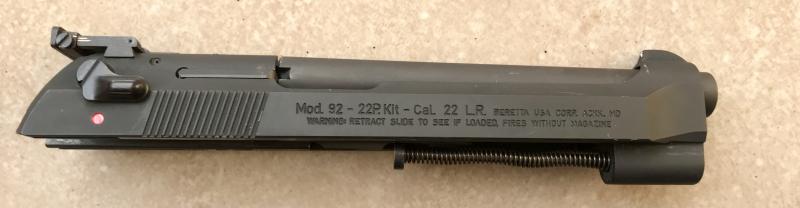 Mod. 92 - 22P. Kit - Cal. 22 L.R. BERETTA USA CORP. ACKK. MD
WARNING: RETRACT SLIDE TO SEE IF LOADED, FIRES WITHOUT MAGAZINE